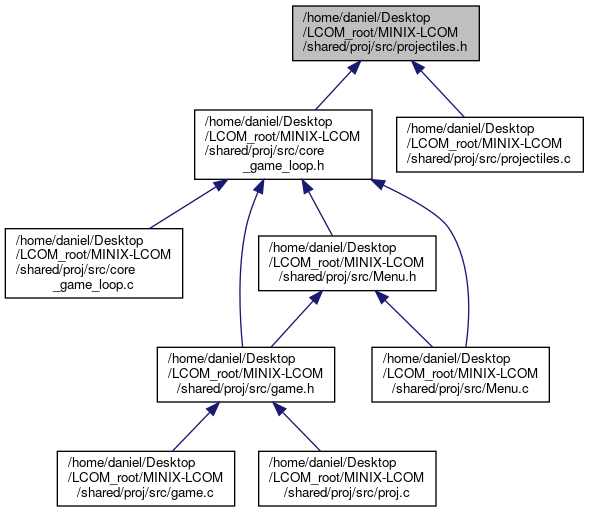 /home/daniel/Desktop
/LCOM_root/MINIX-LCOM
/shared/proj/src/projectiles.h
/home/daniel/Desktop
/LCOM_root/MINIX-LCOM
/shared/proj/src/core
_game_loop.h
/home/daniel/Desktop
/LCOM_root/MINIX-LCOM
/shared/proj/src/projectiles.c
/home/daniel/Desktop
/LCOM_root/MINIX-LCOM
/shared/proj/src/core
_game_loop.c
/home/daniel/Desktop
/LCOM_root/MINIX-LCOM
/shared/proj/src/Menu.h
/home/daniel/Desktop
/LCOM_root/MINIX-LCOM
/shared/proj/src/game.h
/home/daniel/Desktop
/LCOM_root/MINIX-LCOM
/shared/proj/src/Menu.c
/home/daniel/Desktop
/LCOM_root/MINIX-LCOM
/shared/proj/src/game.c
/home/daniel/Desktop
/LCOM_root/MINIX-LCOM
/shared/proj/src/proj.c